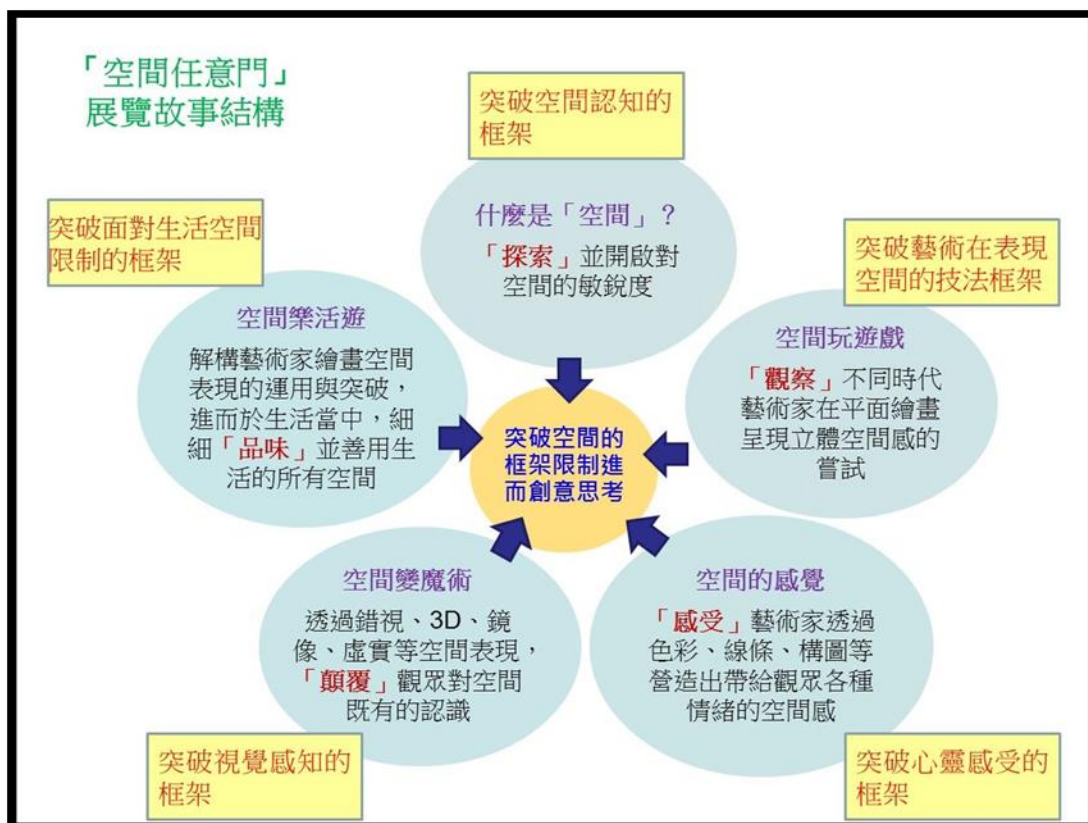 「空間任意門」
展覽故事結構
突破空間認知的
框架
什麼是「空間」？
「探索」並開啟對
空間的敏銳度
突破藝術在表現
空間的技法框架
空間玩遊戲
「觀察」不同時代
藝術家在平面繪畫
呈現立體空間感的
嘗試
空間的感覺
「感受」藝術家透過
色彩、線條、構圖等
營造出帶給觀眾各種
情緒的空間感
突破心靈感受的
框架
空間變魔術
透過錯視、3D、鏡
像、虛實等空間表現，
「顛覆」觀眾對空間
既有的認識
突破視覺感知的
框架
突破面對生活空間
限制的框架
空間樂活遊
解構藝術家繪畫空間
表現的運用與突破，
進而於生活當中，細
細「品味」並善用生
活的所有空間
突破空間的
框架限制進
而創意思考